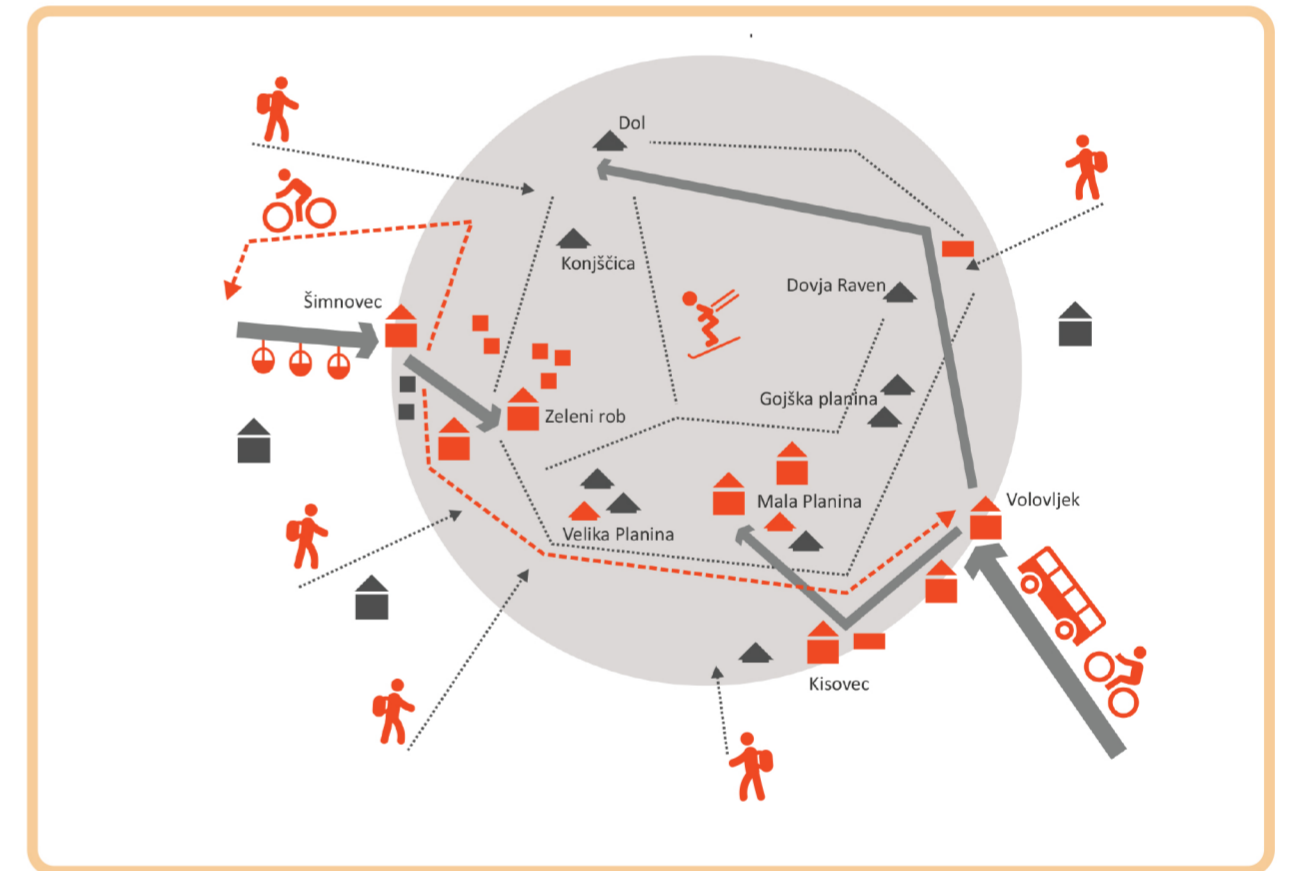 Dol
Konjščica
Dovja Raven
Šimnovec
Gojška planina
Zeleni rob
Mala Planina
Volovljek
Velika Planina
Kisovec